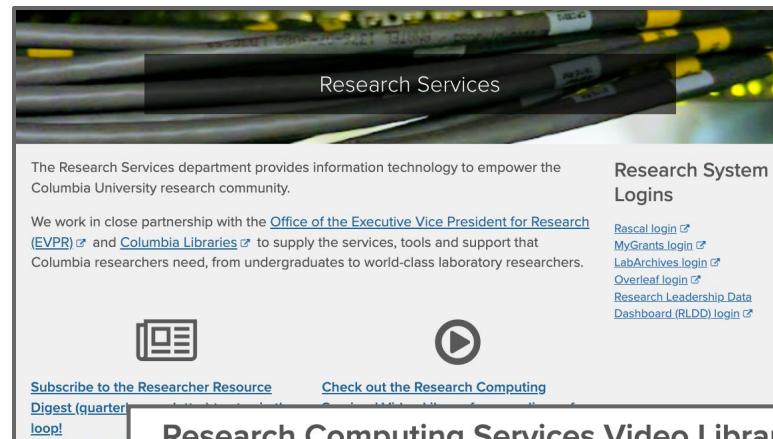 Research Services
The Research Services department provides information technology to empower the
Columbia University research community.
We work in close partnership with the Office of the Executive Vice President for Research
(EVPR) and Columbia Libraries to supply the services, tools and support that
Columbia researchers need, from undergraduates to world-class laboratory researchers.
Subscribe to the Researcher Resource
Digest
loop!
Check out the Research Computing
Research System
Logins
Rascal login
MyGrants login
LabArchives login
Overleaf login
Research Leadership Data
Dashboard (RLDD) login
Research Computing Services Video